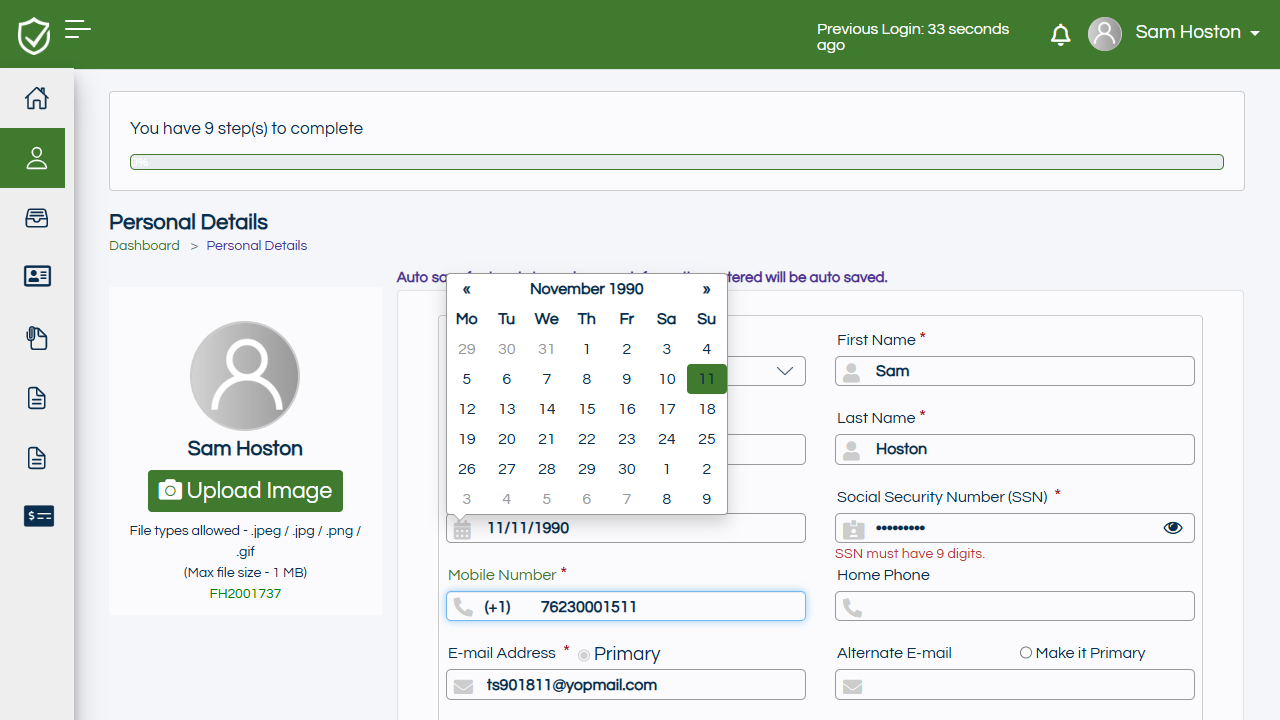 Previous Login: 33 seconds
ago
Sam Hoston
You have 9 step(s) to complete
0%
Personal Details
Dashboard > Personal Details
Auto sa
tered will be auto saved.
« November 1990 »
Mo Tu We Th Fr Sa Su
29 30 31 1 2 3 4
5 6 7 8 9 10 11
12 13 14 15 16 17 18
19 20 21 22 23 24 25
26 27 28 29 30 1 2
3 4 5 6 7 8 9
First Name *
Sam
Last Name *
Hoston
Sam Hoston
Upload Image
File types allowed - .jpeg / .jpg / .png /
.gif
(Max file size - 1 MB)
FH2001737
Social Security Number (SSN) *
•••••••••
SSN must have 9 digits.
11/11/1990
Mobile Number *
(+1) 76230001511
Home Phone
E-mail Address * Primary
ts901811@yopmail.com
Alternate E-mail Make it Primary